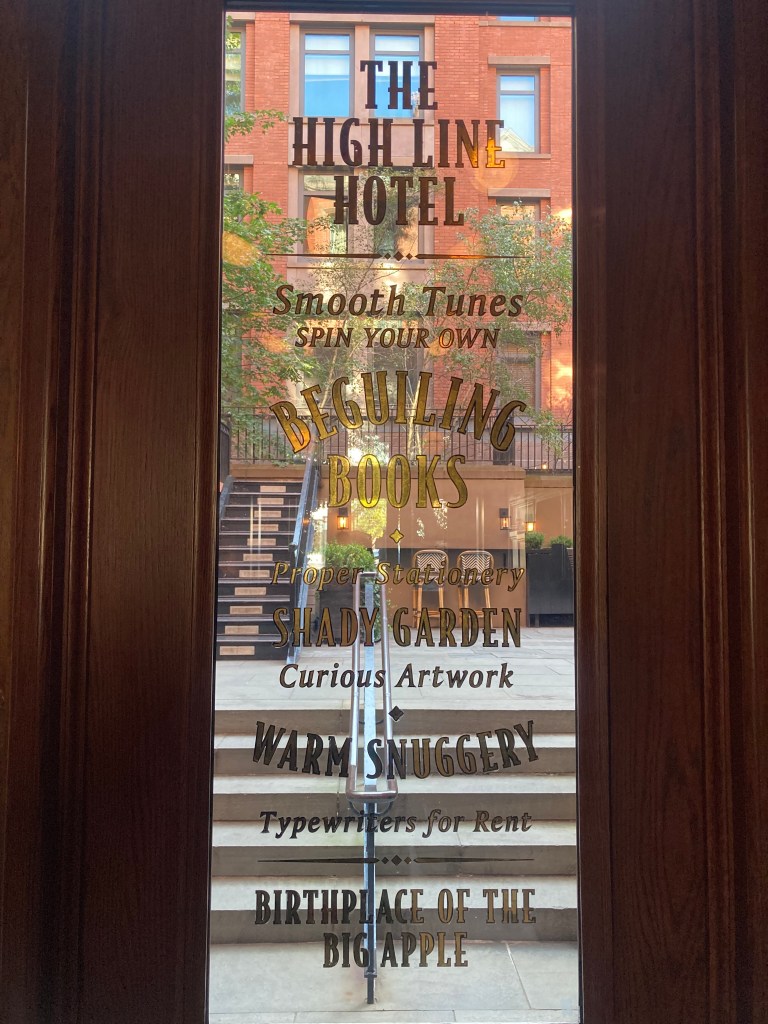 THE
HIGH LINE
HOTEL
Smooth Tunes
SPIN YOUR OWN
BEGUILING
BOOKS
Proper Stationery
SHADY GARDEN
Curious Artwork
WARM SNUGGERY
Typewriters for Rent
BIRTHPLACE OF THE
BIG APPLE